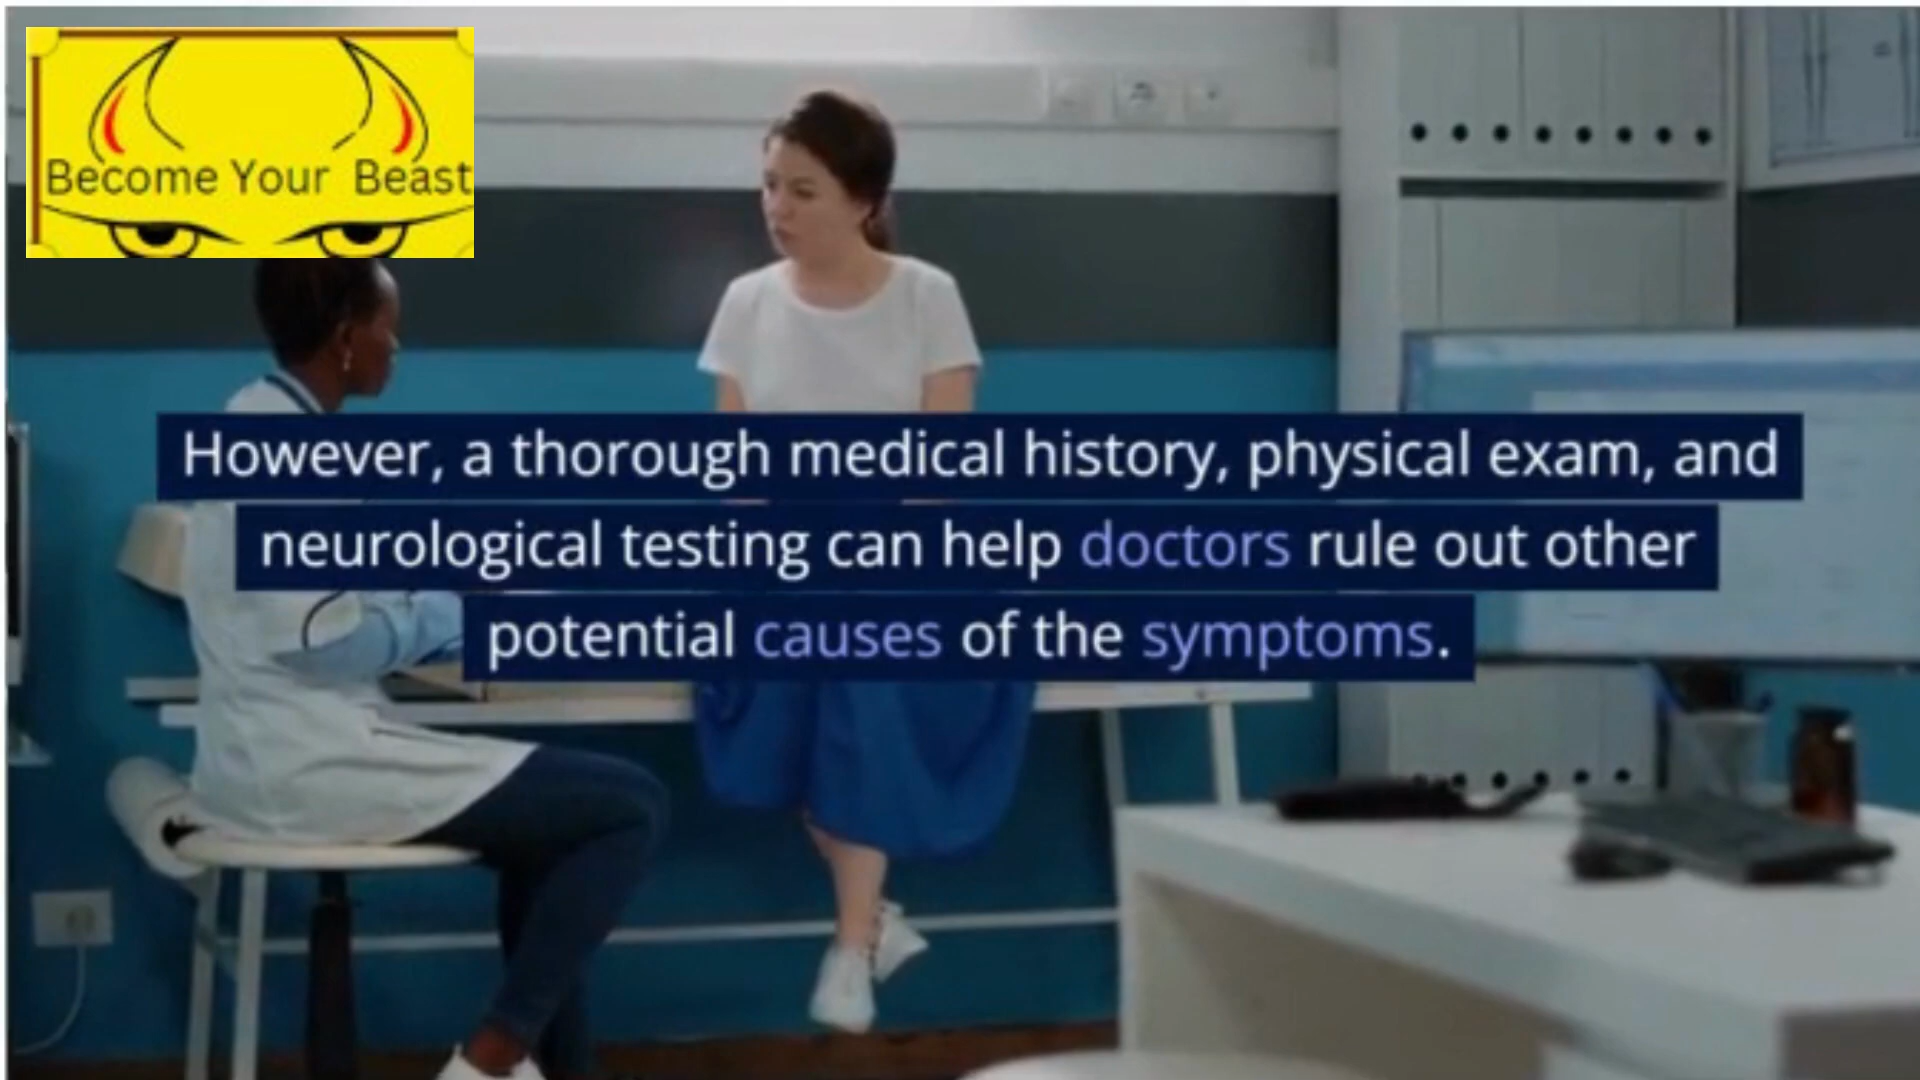 Become Your Beast
However, a thorough medical history, physical exam, and
neurological testing can help doctors rule out other
potential causes of the symptoms.